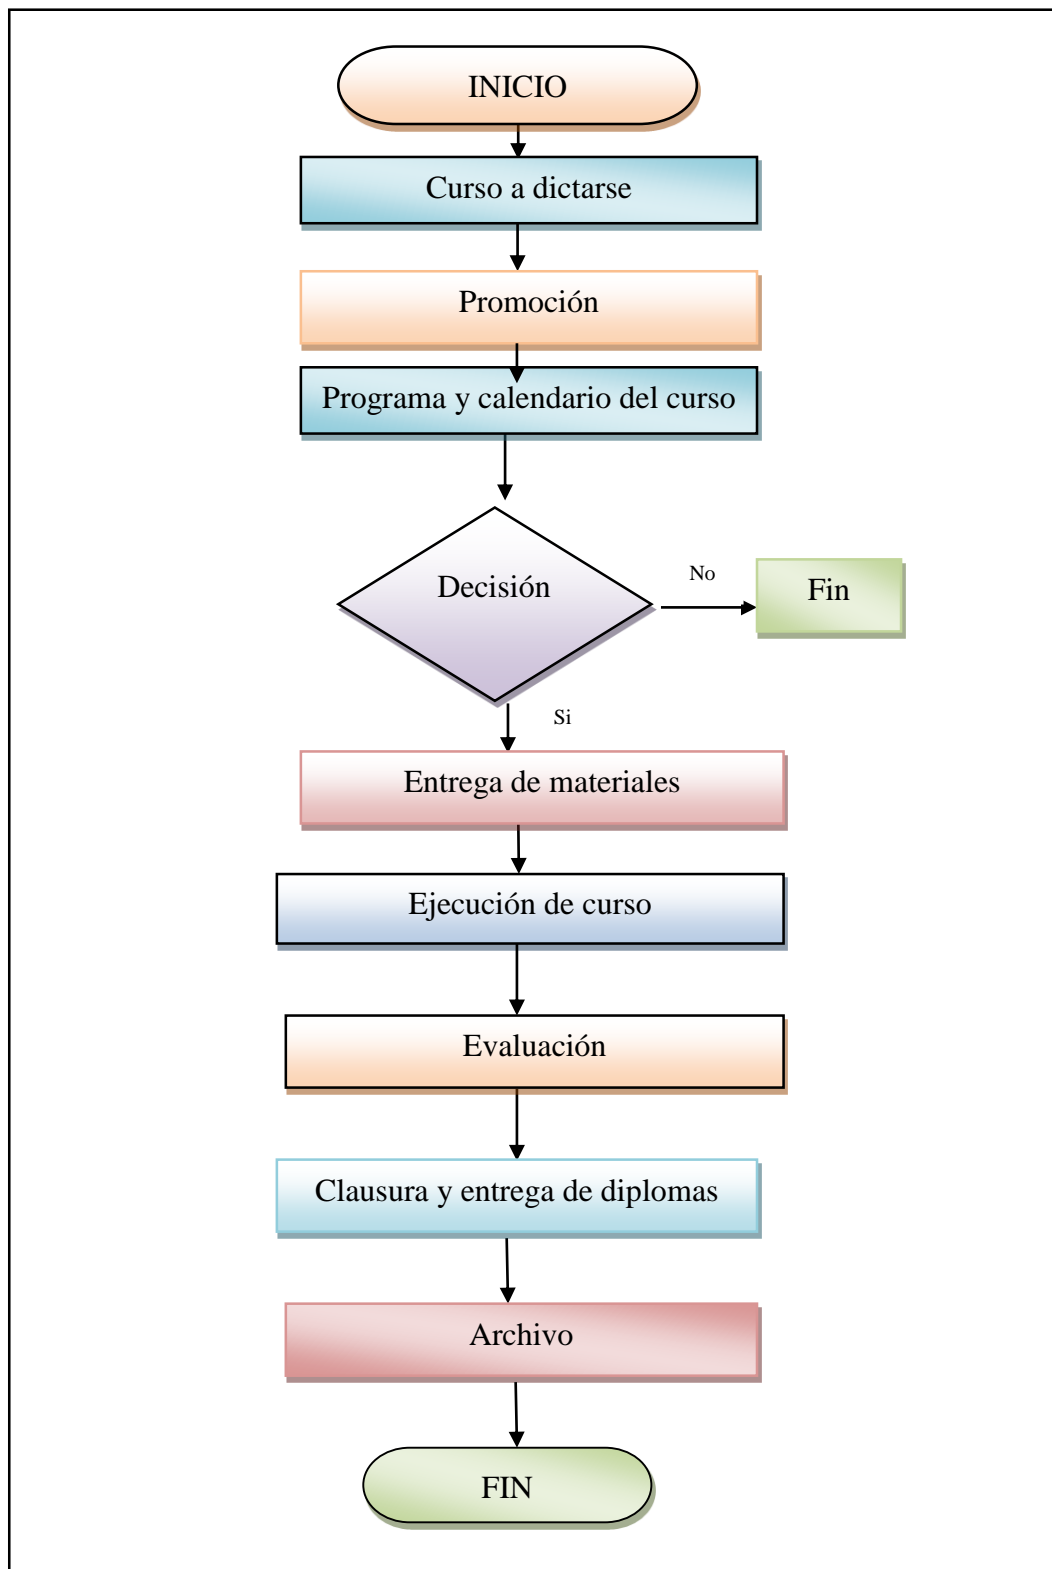 INICIO
Curso a dictarse
Promoción
Programa y calendario del curso
Decisión
No
Fin
Si
Entrega de materiales
Ejecución de curso
Evaluación
Clausura y entrega de diplomas
Archivo
FIN